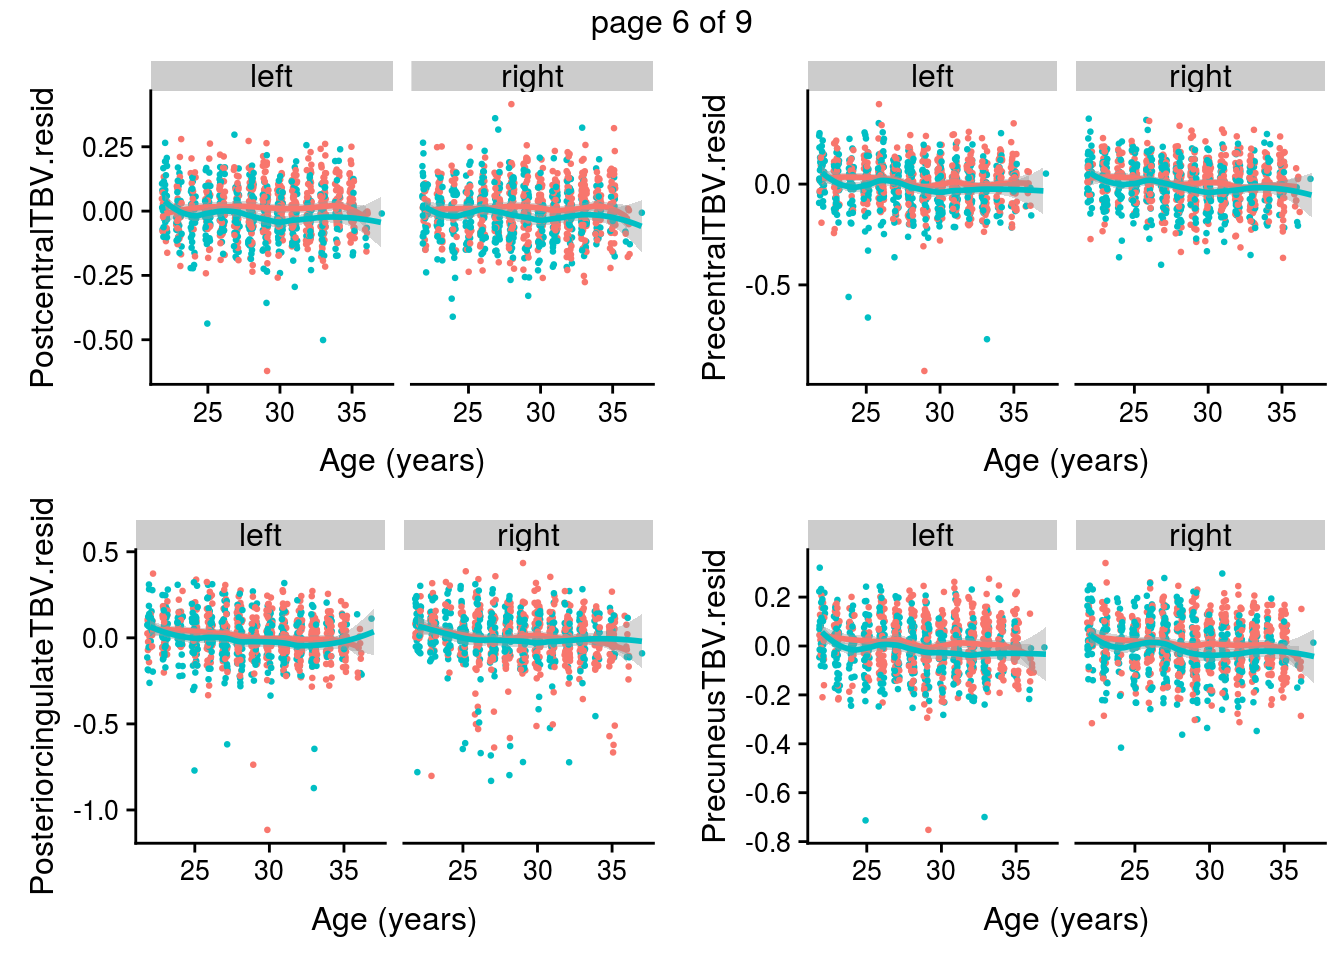 page 6 of 9
left right
PostcentralTBV.resid
0.25
0.00
-0.25
-0.50
25 30 35 25 30 35
Age (years)
left right
PrecentralTBV.resid
0.0
-0.5
25 30 35 25 30 35
Age (years)
left right
PosteriorcingulateTBV.resid
0.5
0.0
-0.5
-1.0
25 30 35 25 30 35
Age (years)
left right
PrecuneusTBV.resid
0.2
0.0
-0.2
-0.4
-0.6
-0.8
25 30 35 25 30 35
Age (years)